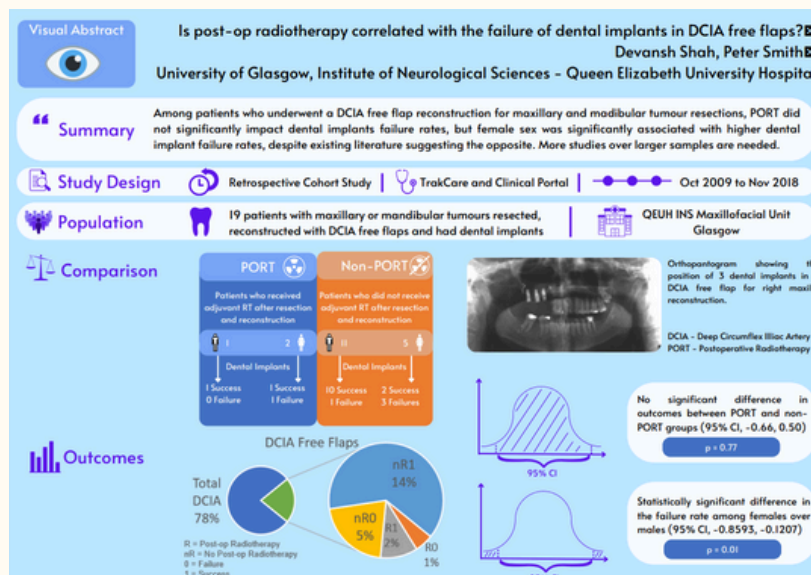 Visual Abstract
Is post-op radiotherapy correlated with the failure of dental implants in DCIA free flaps?
Devansh Shah, Peter Smith
University of Glasgow, Institute of Neurological Sciences - Queen Elizabeth University Hospita
Summary
Among patients who underwent a DCIA free flap reconstruction for maxillary and madibular tumour resections, PORT did
not significantly impact dental implants failure rates, but female sex was significantly associated with higher dental
implant failure rates, despite existing literature suggesting the opposite. More studies over larger samples are needed.
Study Design
Retrospective Cohort Study
TrakCare and Clinical Portal
Oct 2009 to Nov 2018
Population
19 patients with maxillary or mandibular tumours resected,
reconstructed with DCIA free flaps and had dental implants
QEUH INS Maxillofacial Unit
Glasgow
Comparison
PORT
Patients who received
adjuvant RT after resection
and reconstruction
1 2
Dental Implants
1 Success 1 Success
0 Failure 1 Failure
Non-PORT
Patients who did not receive
adjuvant RT after resection
and reconstruction
11 5
Dental Implants
10 Success 2 Success
1 Failure 3 Failures
Orthopantogram showing th
position of 3 dental implants in
DCIA free flap for right maxil
reconstruction.
DCIA - Deep Circumflex Illiac Artery
PORT - Postoperative Radiotherapy
Outcomes
DCIA Free Flaps
Total
DCIA
78%
nR1
14%
nR0
5%
R1
2%
R0
1%
R = Post-op Radiotherapy
nR = No Post-op Radiotherapy
0 = Failure
1 = Success
95% CI
No significant difference in
outcomes between PORT and non-
PORT groups (95% CI, -0.66, 0.50)
p = 0.77
Statistically significant difference in
the failure rate among females over
males (95% CI, -0.8593, -0.1207)
p = 0.01